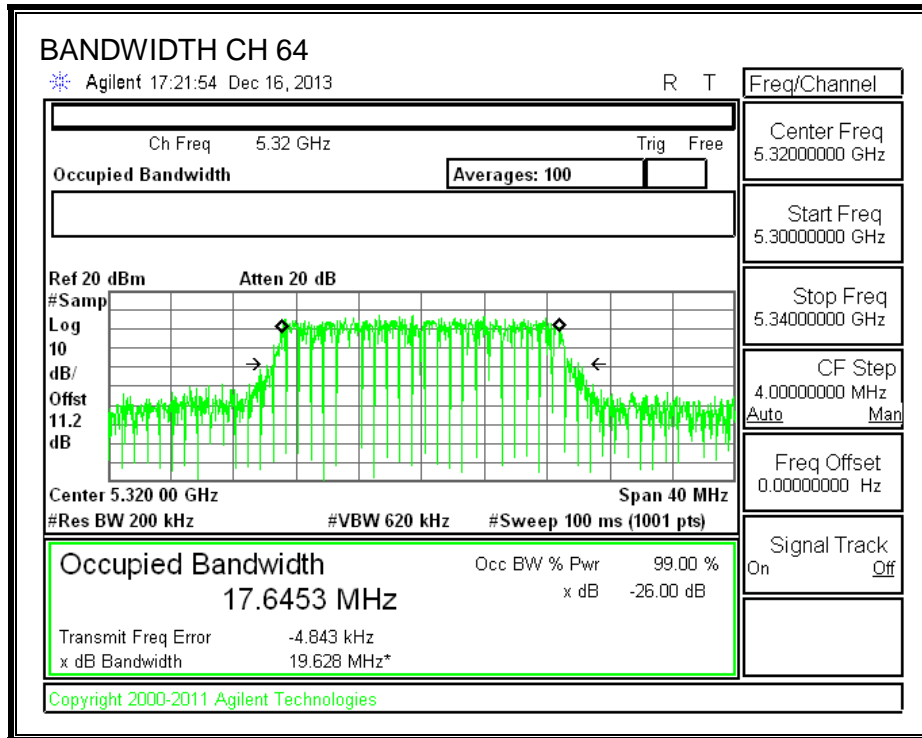 BANDWIDTH CH 64
Agilent 17:21:54 Dec 16, 2013 R T
Freq/Channel
Ch Freq 5.32 GHz Trig Free
Occupied Bandwidth Averages: 100
Center Freq
5.32000000 GHz
Start Freq
5.30000000 GHz
Stop Freq
5.34000000 GHz
CF Step
4.00000000 MHz
Auto Man
Freq Offset
0.00000000 Hz
Signal Track
On Off
Ref 20 dBm Atten 20 dB
#Samp
Log
10
dB/
Offst
11.2
dB
Center 5.320 00 GHz Span 40 MHz
#Res BW 200 kHz #VBW 620 kHz #Sweep 100 ms (1001 pts)
Occupied Bandwidth Occ BW % Pwr 99.00 %
17.6453 MHz x dB -26.00 dB
Transmit Freq Error -4.843 kHz
x dB Bandwidth 19.628 MHz*
Copyright 2000-2011 Agilent Technologies